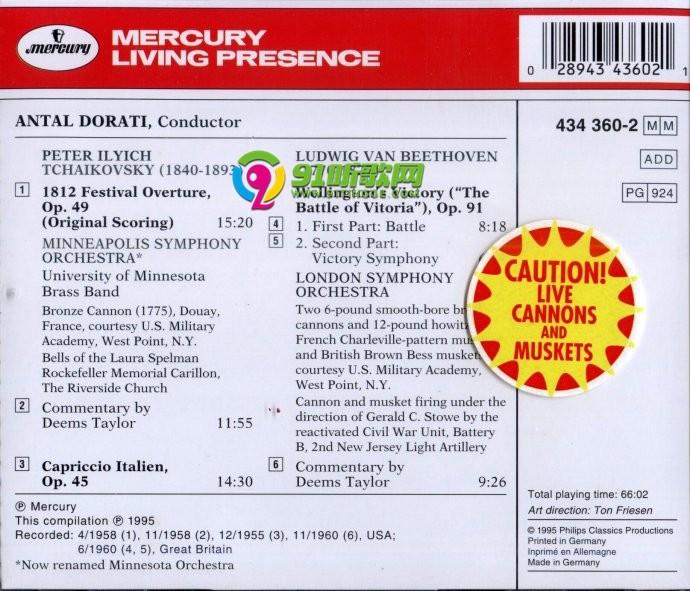 mercury
MERCURY
LIVING PRESENCE
0 28943 43602 1
ANTAL DORATI, Conductor
PETER ILYICH
TCHAIKOVSKY (1840-1893)
1 1812 Festival Overture,
Op. 49
(Original Scoring) 15:20
MINNEAPOLIS SYMPHONY
ORCHESTRA*
University of Minnesota
Brass Band
Bronze Cannon (1775), Douay,
France, courtesy U.S. Military
Academy, West Point, N.Y.
Bells of the Laura Spelman
Rockefeller Memorial Carillon,
The Riverside Church
2 Commentary by
Deems Taylor 11:55
3 Capriccio Italien,
Op. 45 14:30
LUDWIG VAN BEETHOVEN
91听歌网
Wellington's Victory ("The
Battle of Vitoria"), Op. 91
4 1. First Part: Battle 8:18
5 2. Second Part:
Victory Symphony
LONDON SYMPHONY
ORCHESTRA
Two 6-pound smooth-bore
cannons and 12-pound
French Charleville-pattern
and British Brown Bess
courtesy U.S. Military Academy,
West Point, N.Y.
Cannon and musket firing under the
direction of Gerald C. Stowe by the
reactivated Civil War Unit, Battery
B, 2nd New Jersey Light Artillery
6 Commentary by
Deems Taylor 9:26
434 360-2 M M
ADD
PG 924
CAUTION!
LIVE
CANNONS
AND
MUSKETS
Total playing time: 66:02
Art direction: Ton Friesen
© 1995 Philips Classics Productions
Printed in Germany
Inprimé en Allemagne
Made in Germany
℗ Mercury
This compilation ℗ 1995
Recorded: 4/1958 (1), 11/1958 (2), 12/1955 (3), 11/1960 (6), USA;
6/1960 (4, 5), Great Britain
*Now renamed Minnesota Orchestra